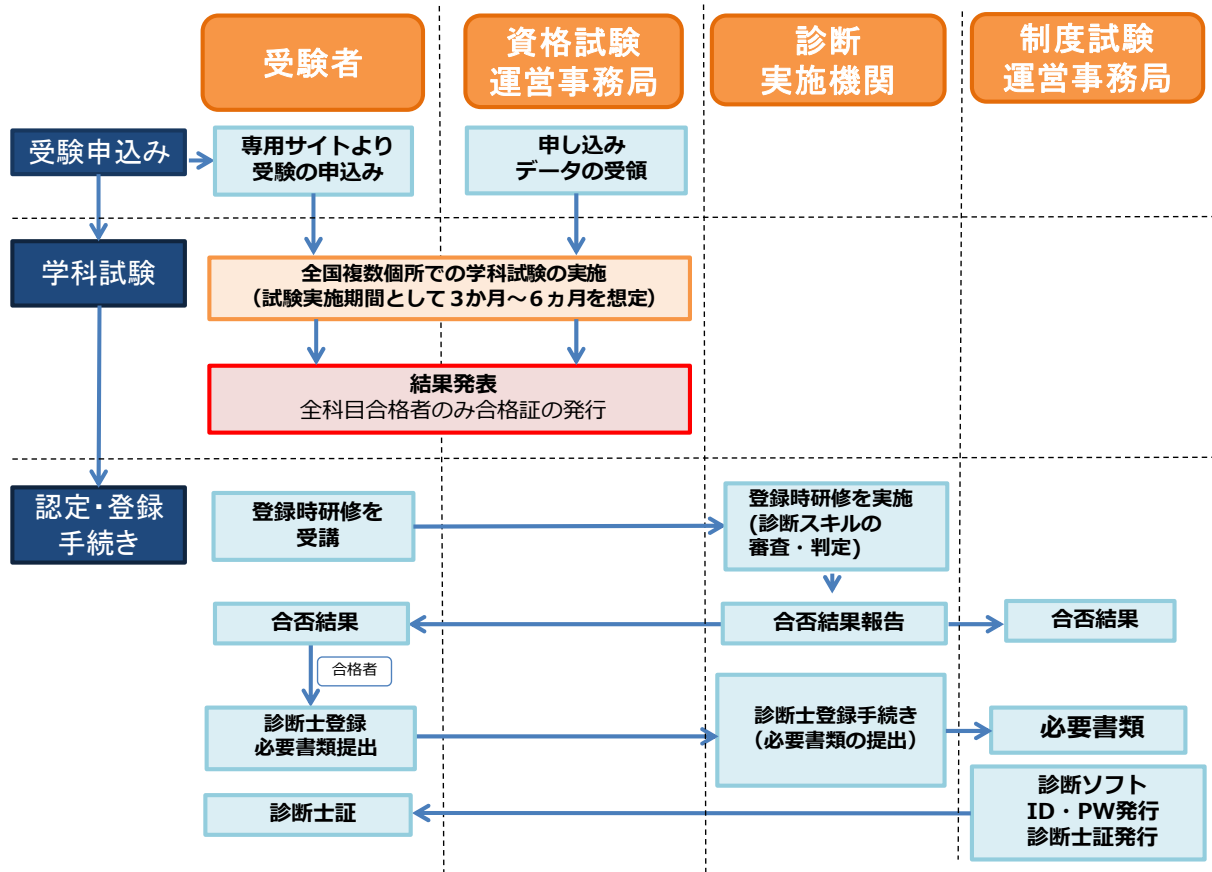 受験者
資格試験
運営事務局
診断
実施機関
制度試験
運営事務局
受験申込み
専用サイトより
受験の申込み
申し込み
データの受領
学科試験
全国複数個所での学科試験の実施
（試験実施期間として３か月～６ヵ月を想定）
結果発表
全科目合格者のみ合格証の発行
認定・登録
手続き
登録時研修を
受講
登録時研修を実施
(診断スキルの
審査・判定)
合否結果
合否結果報告
合否結果
合格者
診断士登録
必要書類提出
診断士登録手続き
（必要書類の提出）
必要書類
診断士証
診断ソフト
ID・PW発行
診断士証発行